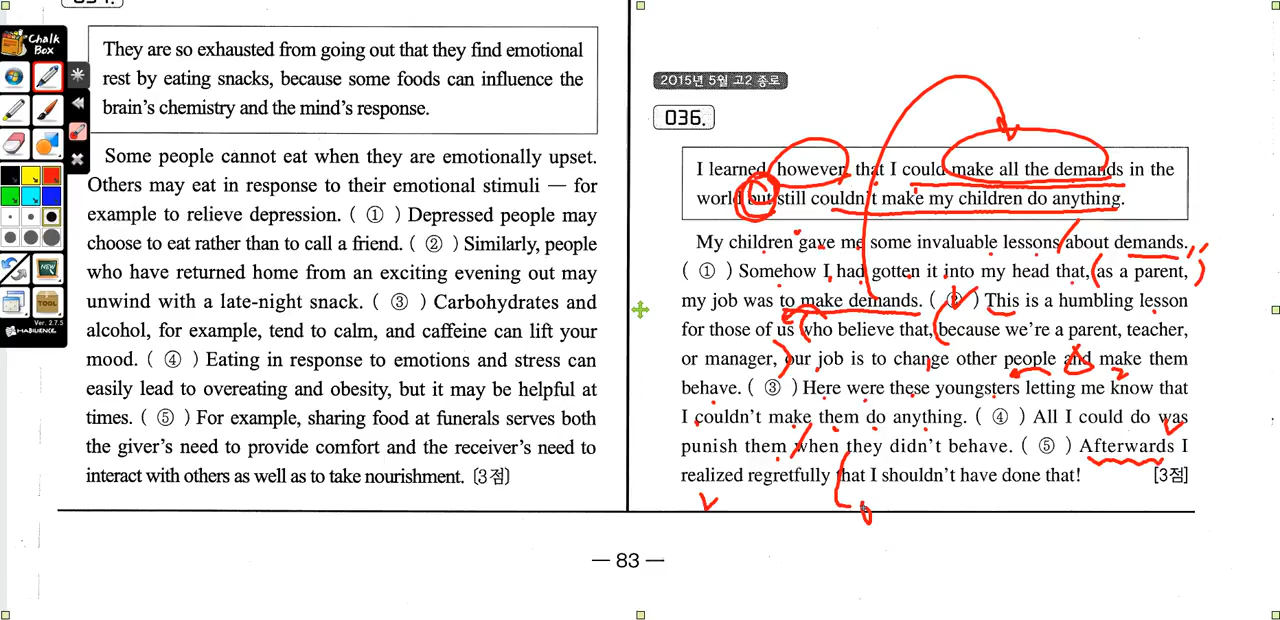 Chalk
Box
NEW
TOOL
Ver. 2.7.5
They are so exhausted from going out that they find emotional
rest by eating snacks, because some foods can influence the
brain's chemistry and the mind's response.
Some people cannot eat when they are emotionally upset.
Others may eat in response to their emotional stimuli — for
example to relieve depression. ( ① ) Depressed people may
choose to eat rather than to call a friend. ( ② ) Similarly, people
who have returned home from an exciting evening out may
unwind with a late-night snack. ( ③ ) Carbohydrates and
alcohol, for example, tend to calm, and caffeine can lift your
mood. ( ④ ) Eating in response to emotions and stress can
easily lead to overeating and obesity, but it may be helpful at
times. ( ⑤ ) For example, sharing food at funerals serves both
the giver's need to provide comfort and the receiver's need to
interact with others as well as to take nourishment. [3점]
2015년 5월 고2 종로
036.
I learned, however, that I could make all the demands in the
world but still couldn't make my children do anything.
My children gave me some invaluable lessons about demands.
( ① ) Somehow I had gotten it into my head that, as a parent,
my job was to make demands. ( ② ) This is a humbling lesson
for those of us who believe that, because we're a parent, teacher,
or manager, our job is to change other people and make them
behave. ( ③ ) Here were these youngsters letting me know that
I couldn't make them do anything. ( ④ ) All I could do was
punish them when they didn't behave. ( ⑤ ) Afterwards I
realized regretfully that I shouldn't have done that! [3점]
— 83 —